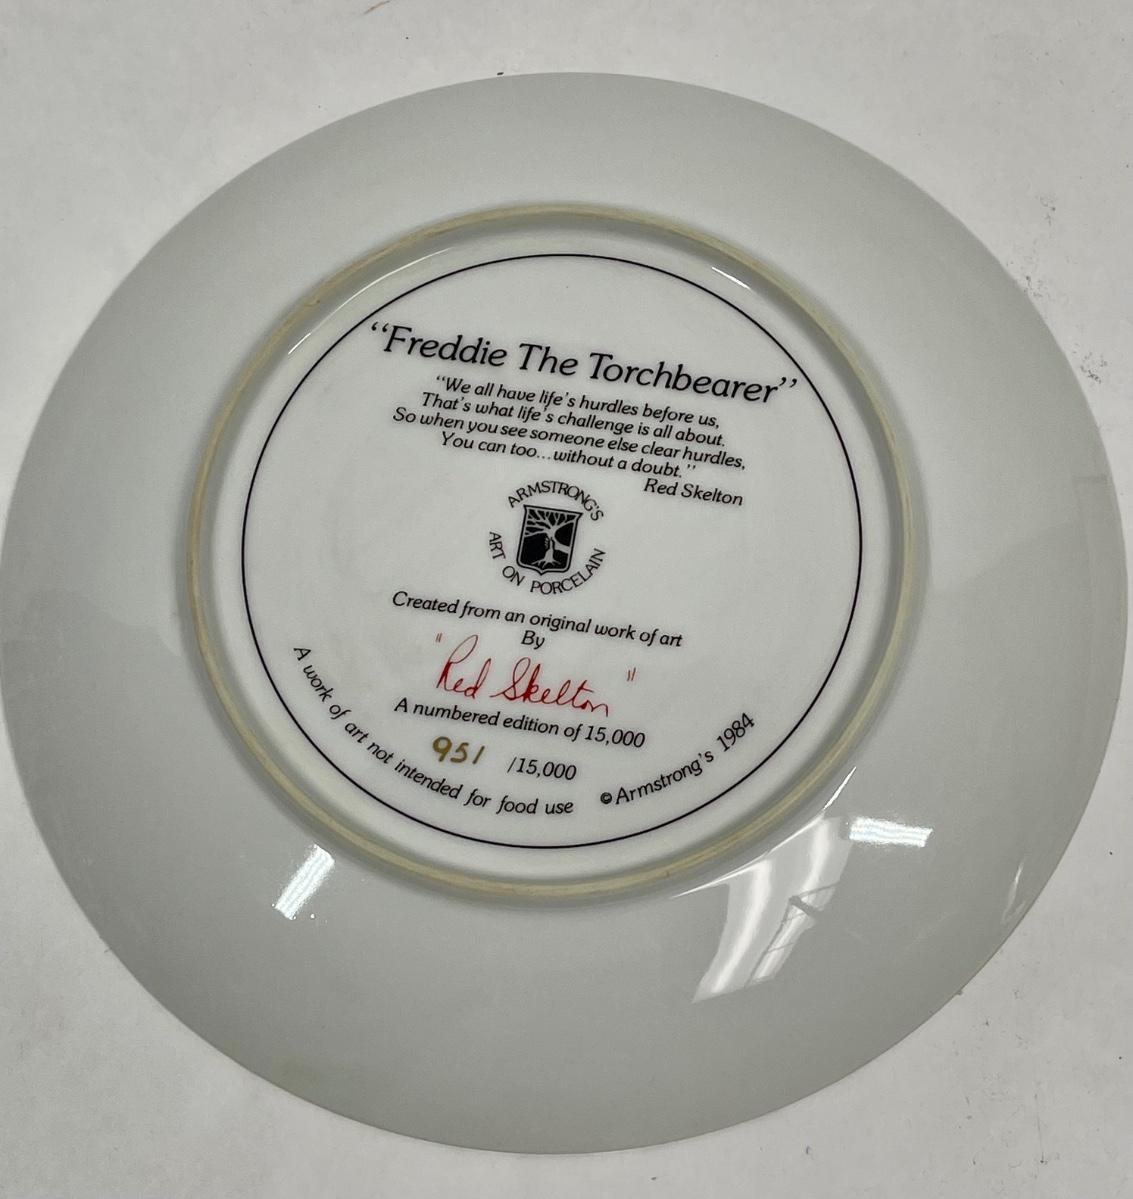 “Freddie The Torchbearer”
“We all have life's hurdles before us,
That's what life's challenge is all about.
So when you see someone else clear hurdles,
You can too...without a doubt.”
Red Skelton
ARMSTRONG'S
ART ON PORCELAIN
Created from an original work of art
By
"Red Skelton"
A numbered edition of 15,000
951 /15,000
A work of art not intended for food use
© Armstrong's 1984